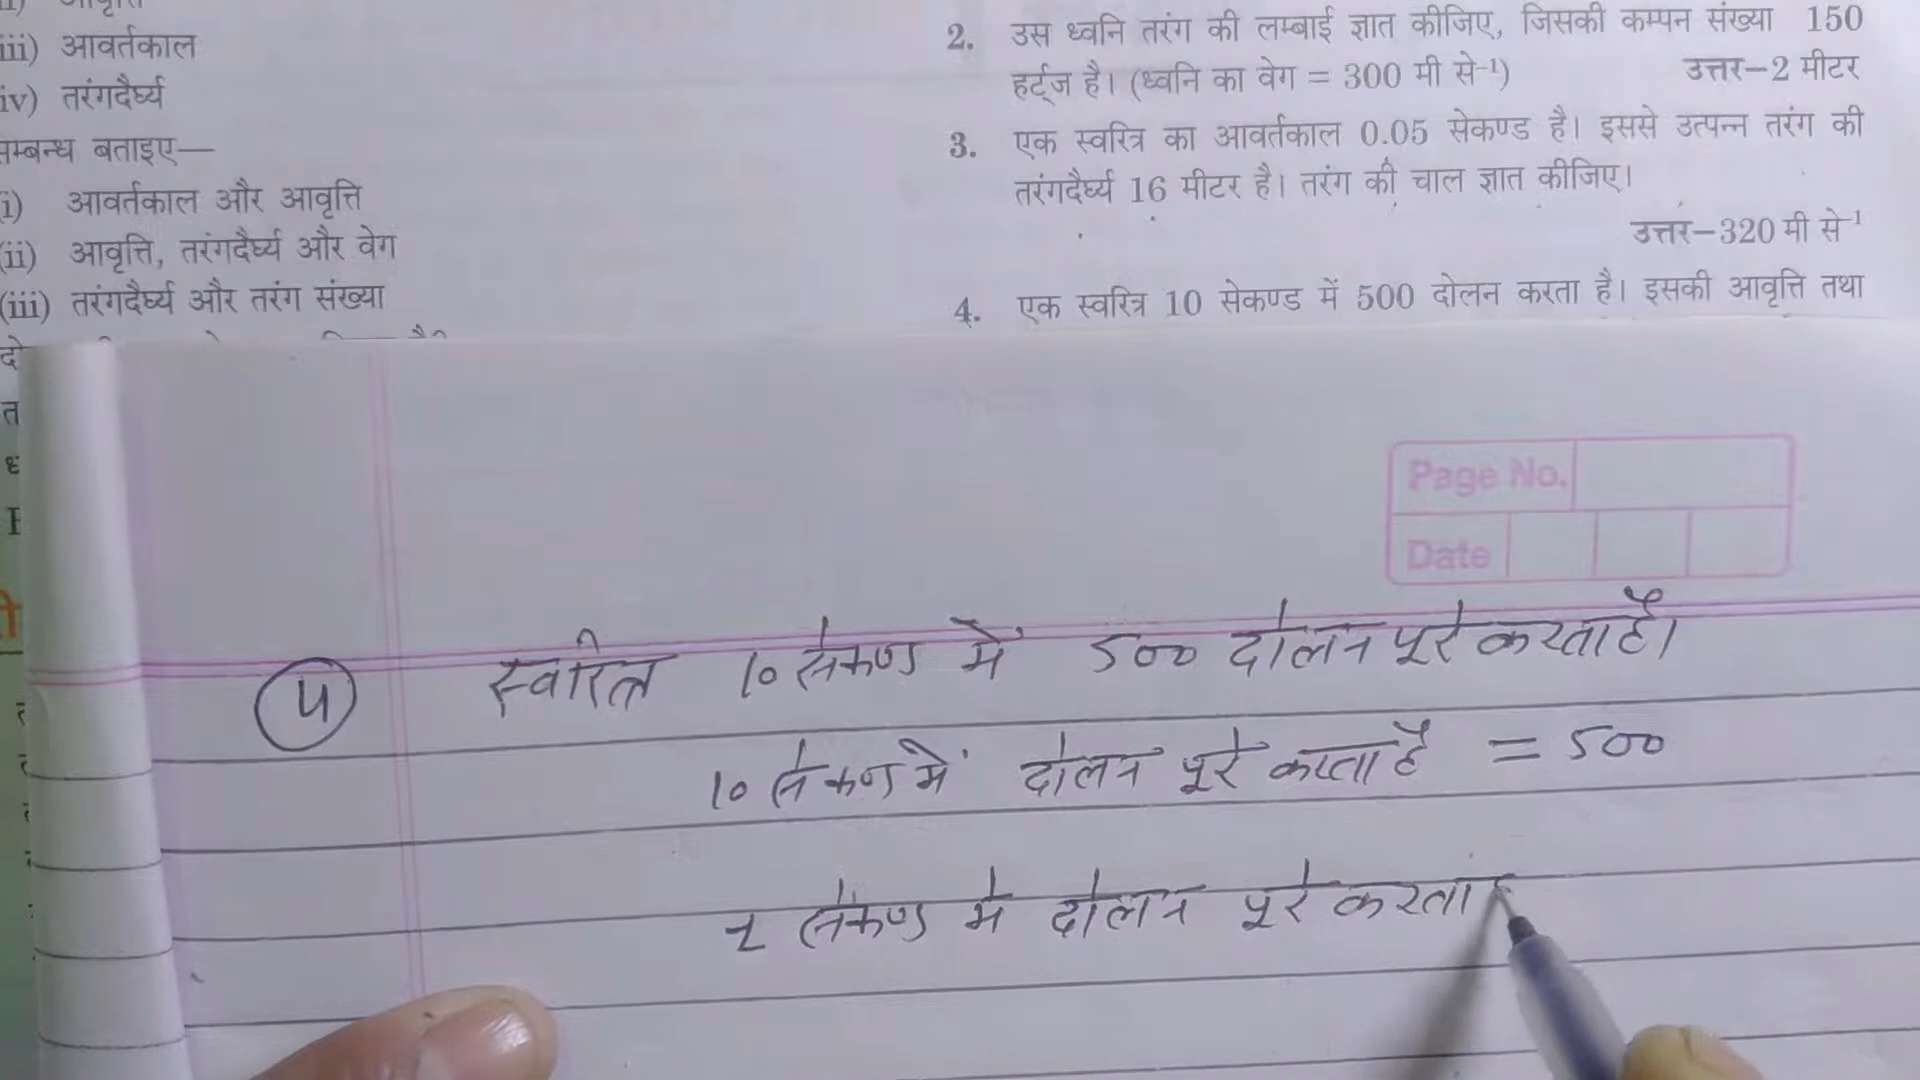 iii) आवर्तकाल
iv) तरंगदैर्घ्य
सम्बन्ध बताइए—
i) आवर्तकाल और आवृत्ति
(ii) आवृत्ति, तरंगदैर्घ्य और वेग
(iii) तरंगदैर्घ्य और तरंग संख्या
2. उस ध्वनि तरंग की लम्बाई ज्ञात कीजिए, जिसकी कम्पन संख्या 150
हर्ट्ज है। (ध्वनि का वेग = 300 मी से⁻¹) उत्तर–2 मीटर
3. एक स्वरित्र का आवर्तकाल 0.05 सेकण्ड है। इससे उत्पन्न तरंग की
तरंगदैर्घ्य 16 मीटर है। तरंग की चाल ज्ञात कीजिए।
उत्तर–320 मी से⁻¹
4. एक स्वरित्र 10 सेकण्ड में 500 दोलन करता है। इसकी आवृत्ति तथा
Page No.
Date
4 स्वरित्र 10 सेकण्ड में 500 दोलन पूरे करता है।
10 सेकण्ड में दोलन पूरे करता है = 500
1 सेकण्ड मे दोलन पूरे करता